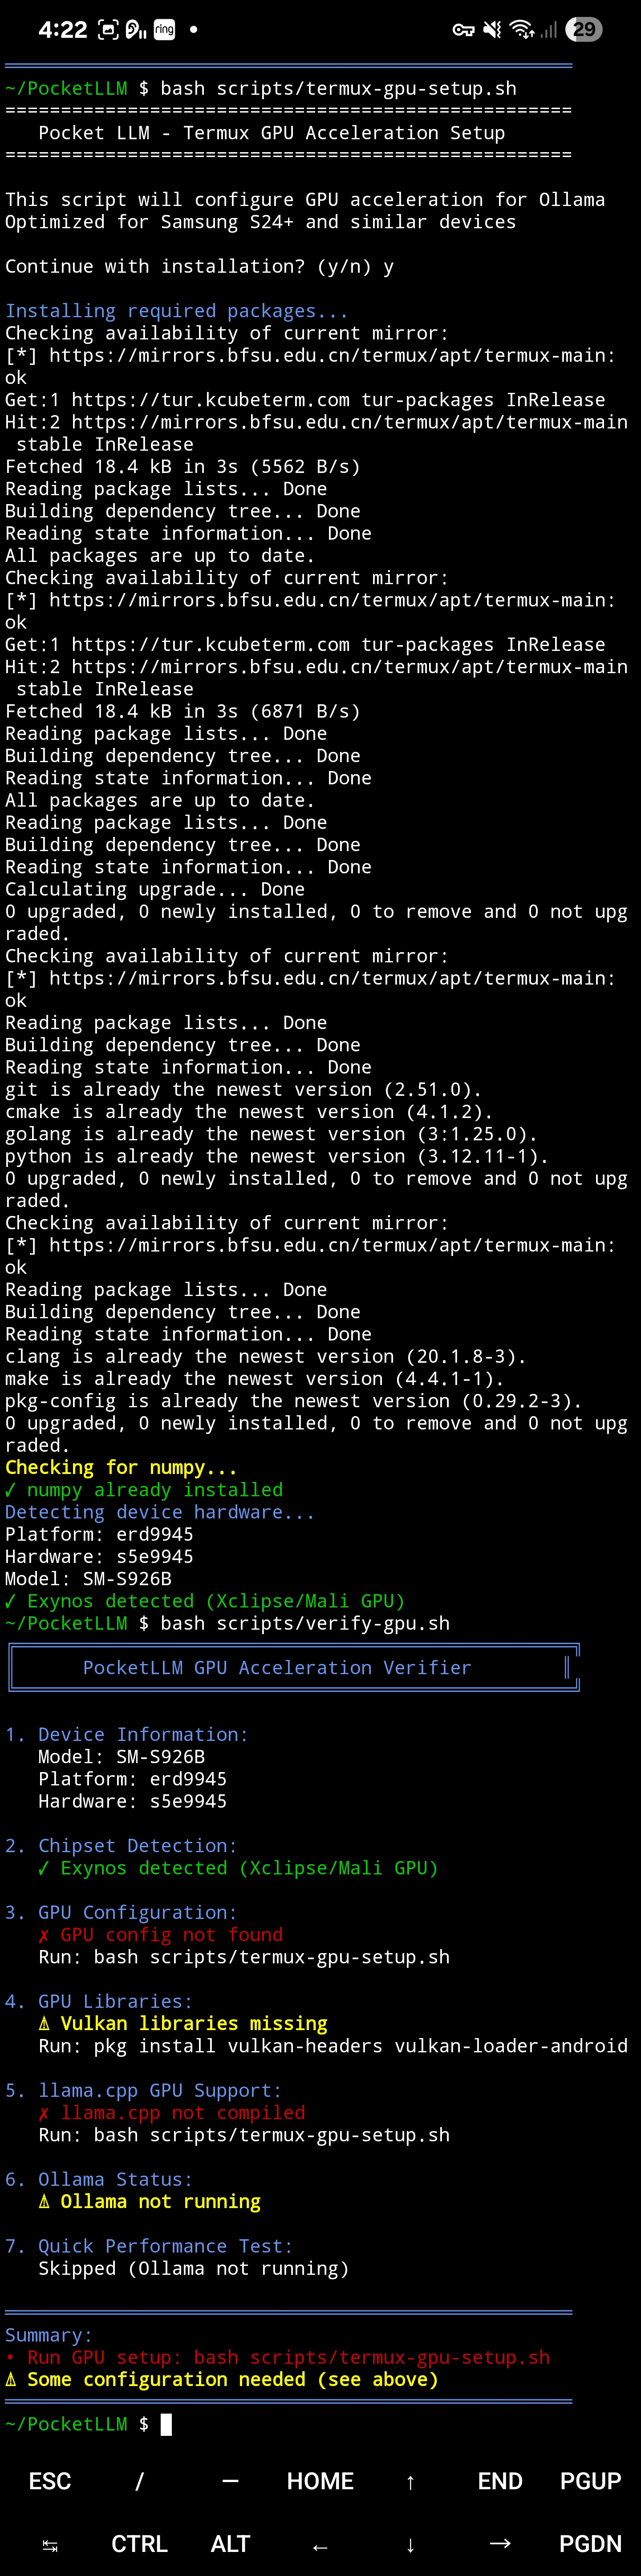 4:22 ring 29
~/PocketLLM $ bash scripts/termux-gpu-setup.sh
===================================================
Pocket LLM - Termux GPU Acceleration Setup
===================================================
This script will configure GPU acceleration for Ollama
Optimized for Samsung S24+ and similar devices
Continue with installation? (y/n) y
Installing required packages...
Checking availability of current mirror:
[*] https://mirrors.bfsu.edu.cn/termux/apt/termux-main:
ok
Get:1 https://tur.kcubeterm.com tur-packages InRelease
Hit:2 https://mirrors.bfsu.edu.cn/termux/apt/termux-main
stable InRelease
Fetched 18.4 kB in 3s (5562 B/s)
Reading package lists... Done
Building dependency tree... Done
Reading state information... Done
All packages are up to date.
Checking availability of current mirror:
[*] https://mirrors.bfsu.edu.cn/termux/apt/termux-main:
ok
Get:1 https://tur.kcubeterm.com tur-packages InRelease
Hit:2 https://mirrors.bfsu.edu.cn/termux/apt/termux-main
stable InRelease
Fetched 18.4 kB in 3s (6871 B/s)
Reading package lists... Done
Building dependency tree... Done
Reading state information... Done
All packages are up to date.
Reading package lists... Done
Building dependency tree... Done
Reading state information... Done
Calculating upgrade... Done
0 upgraded, 0 newly installed, 0 to remove and 0 not upg
raded.
Checking availability of current mirror:
[*] https://mirrors.bfsu.edu.cn/termux/apt/termux-main:
ok
Reading package lists... Done
Building dependency tree... Done
Reading state information... Done
git is already the newest version (2.51.0).
cmake is already the newest version (4.1.2).
golang is already the newest version (3:1.25.0).
python is already the newest version (3.12.11-1).
0 upgraded, 0 newly installed, 0 to remove and 0 not upg
raded.
Checking availability of current mirror:
[*] https://mirrors.bfsu.edu.cn/termux/apt/termux-main:
ok
Reading package lists... Done
Building dependency tree... Done
Reading state information... Done
clang is already the newest version (20.1.8-3).
make is already the newest version (4.4.1-1).
pkg-config is already the newest version (0.29.2-3).
0 upgraded, 0 newly installed, 0 to remove and 0 not upg
raded.
Checking for numpy...
✓ numpy already installed
Detecting device hardware...
Platform: erd9945
Hardware: s5e9945
Model: SM-S926B
✓ Exynos detected (Xclipse/Mali GPU)
~/PocketLLM $ bash scripts/verify-gpu.sh
PocketLLM GPU Acceleration Verifier
1. Device Information:
Model: SM-S926B
Platform: erd9945
Hardware: s5e9945
2. Chipset Detection:
✓ Exynos detected (Xclipse/Mali GPU)
3. GPU Configuration:
✗ GPU config not found
Run: bash scripts/termux-gpu-setup.sh
4. GPU Libraries:
⚠ Vulkan libraries missing
Run: pkg install vulkan-headers vulkan-loader-android
5. llama.cpp GPU Support:
✗ llama.cpp not compiled
Run: bash scripts/termux-gpu-setup.sh
6. Ollama Status:
⚠ Ollama not running
7. Quick Performance Test:
Skipped (Ollama not running)
Summary:
• Run GPU setup: bash scripts/termux-gpu-setup.sh
⚠ Some configuration needed (see above)
~/PocketLLM $
ESC / — HOME ↑ END PGUP
↹ CTRL ALT ← ↓ → PGDN